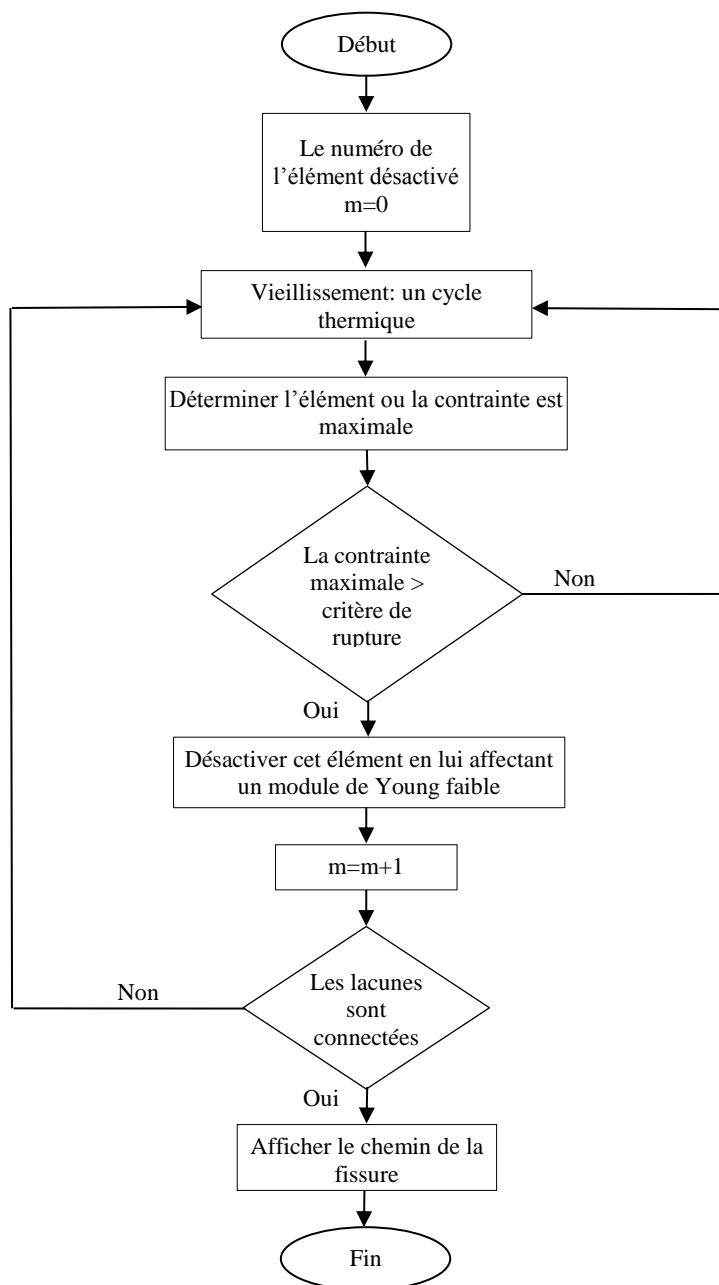 Début
Le numéro de
l’élément désactivé
m=0
Vieillissement: un cycle
thermique
Déterminer l’élément ou la contrainte est
maximale
La contrainte
maximale >
critère de
rupture
Non
Oui
Désactiver cet élément en lui affectant
un module de Young faible
m=m+1
Les lacunes
sont
connectées
Non
Oui
Afficher le chemin de la
fissure
Fin